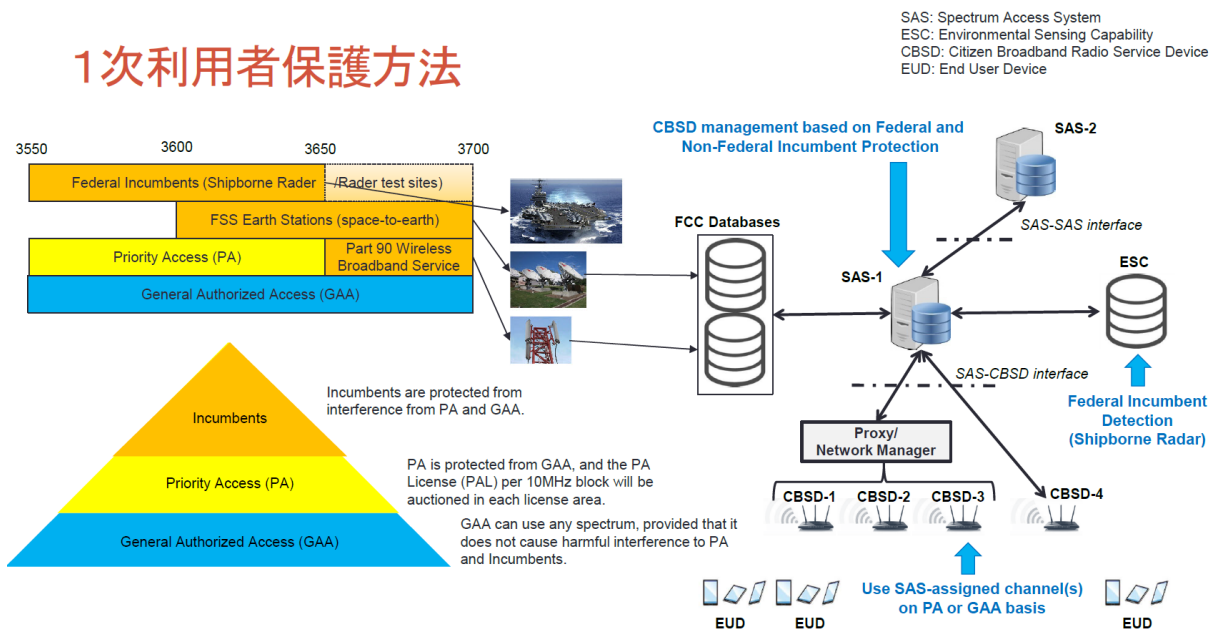 SAS: Spectrum Access System
ESC: Environmental Sensing Capability
CBSD: Citizen Broadband Radio Service Device
EUD: End User Device
1次利用者保護方法
3550
3600
3650
3700
Federal Incumbents (Shipborne Rader
/Rader test sites)
FSS Earth Stations (space-to-earth)
Priority Access (PA)
Part 90 Wireless
Broadband Service
General Authorized Access (GAA)
Incumbents
Incumbents are protected from
interference from PA and GAA.
Priority Access (PA)
PA is protected from GAA, and the PA
License (PAL) per 10MHz block will be
auctioned in each license area.
General Authorized Access (GAA)
GAA can use any spectrum, provided that it
does not cause harmful interference to PA
and Incumbents.
CBSD management based on Federal and
Non-Federal Incumbent Protection
SAS-2
SAS-SAS interface
FCC Databases
SAS-1
ESC
SAS-CBSD interface
Federal Incumbent
Detection
(Shipborne Radar)
Proxy/
Network Manager
CBSD-1
CBSD-2
CBSD-3
CBSD-4
Use SAS-assigned channel(s)
on PA or GAA basis
EUD
EUD
EUD